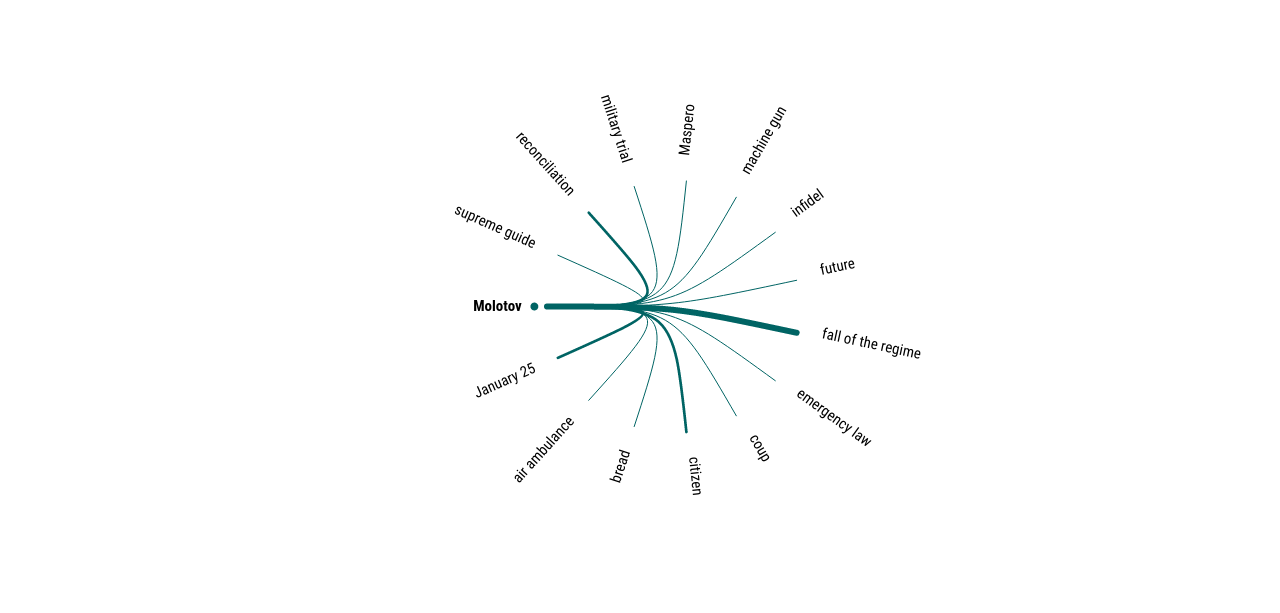 military trial
Maspero
machine gun
reconciliation
infidel
supreme guide
future
Molotov
fall of the regime
January 25
emergency law
air ambulance
coup
bread
citizen